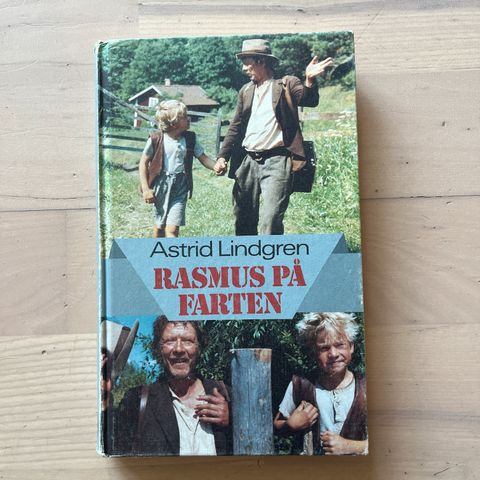 Astrid Lindgren
RASMUS PÅ
FARTEN